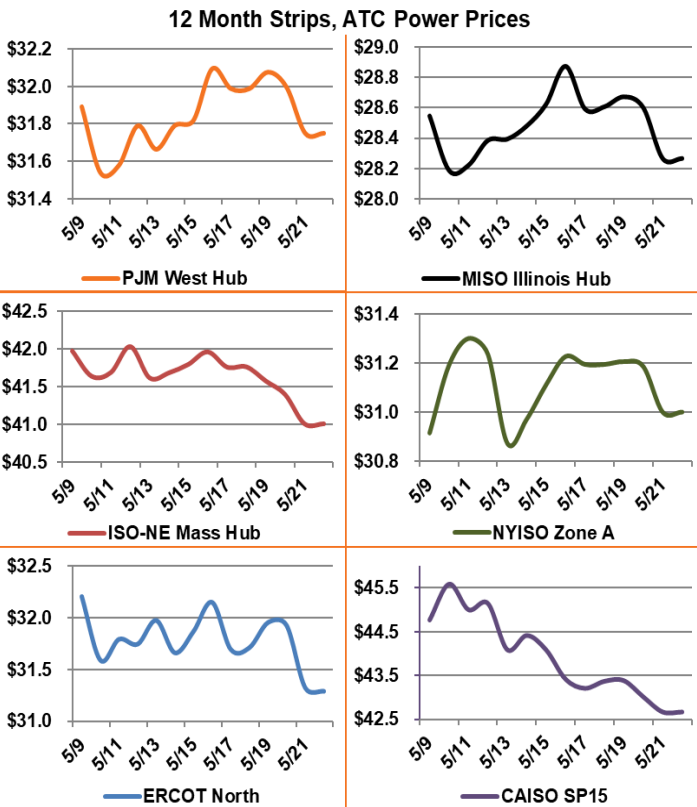 12 Month Strips, ATC Power Prices
$32.2
$32.0
$31.8
$31.6
$31.4
5/9 5/11 5/13 5/15 5/17 5/19 5/21
PJM West Hub
$29.0
$28.8
$28.6
$28.4
$28.2
$28.0
5/9 5/11 5/13 5/15 5/17 5/19 5/21
MISO Illinois Hub
$42.5
$42.0
$41.5
$41.0
$40.5
5/9 5/11 5/13 5/15 5/17 5/19 5/21
ISO-NE Mass Hub
$31.4
$31.2
$31.0
$30.8
5/9 5/11 5/13 5/15 5/17 5/19 5/21
NYISO Zone A
$32.5
$32.0
$31.5
$31.0
5/9 5/11 5/13 5/15 5/17 5/19 5/21
ERCOT North
$45.5
$44.5
$43.5
$42.5
5/9 5/11 5/13 5/15 5/17 5/19 5/21
CAISO SP15